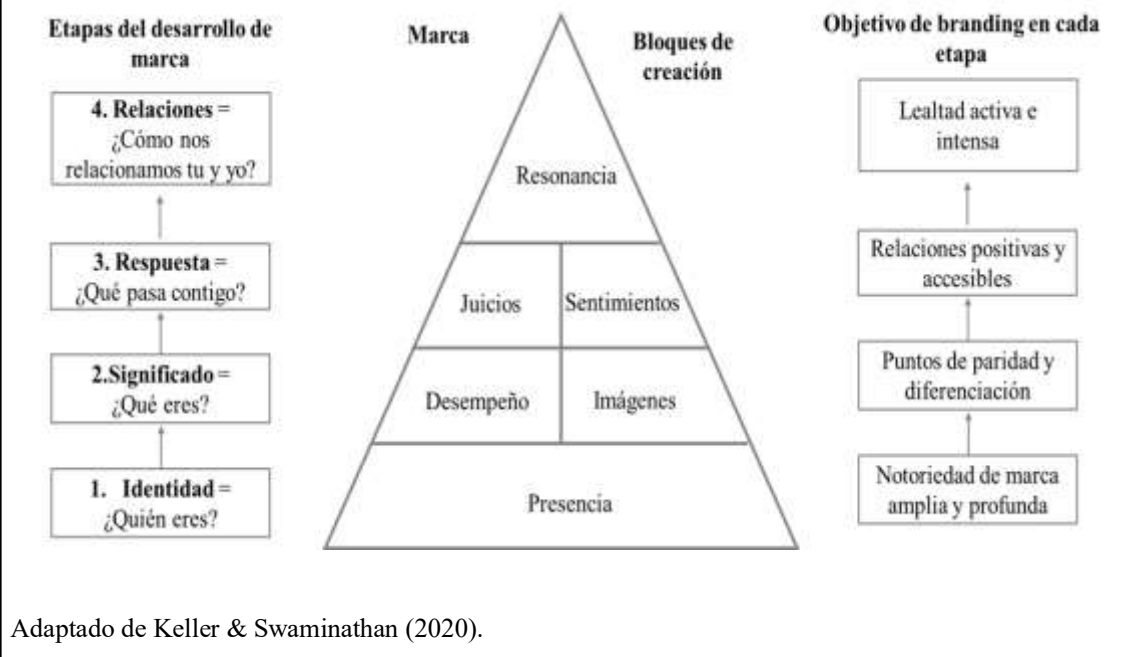 Etapas del desarrollo de
marca
4. Relaciones =
¿Cómo nos
relacionamos tu y yo?
3. Respuesta =
¿Qué pasa contigo?
2.Significado =
¿Qué eres?
1. Identidad =
¿Quién eres?
Marca
Bloques de
creación
Resonancia
Juicios
Sentimientos
Desempeño
Imágenes
Presencia
Objetivo de branding en cada
etapa
Lealtad activa e
intensa
Relaciones positivas y
accesibles
Puntos de paridad y
diferenciación
Notoriedad de marca
amplia y profunda
Adaptado de Keller & Swaminathan (2020).